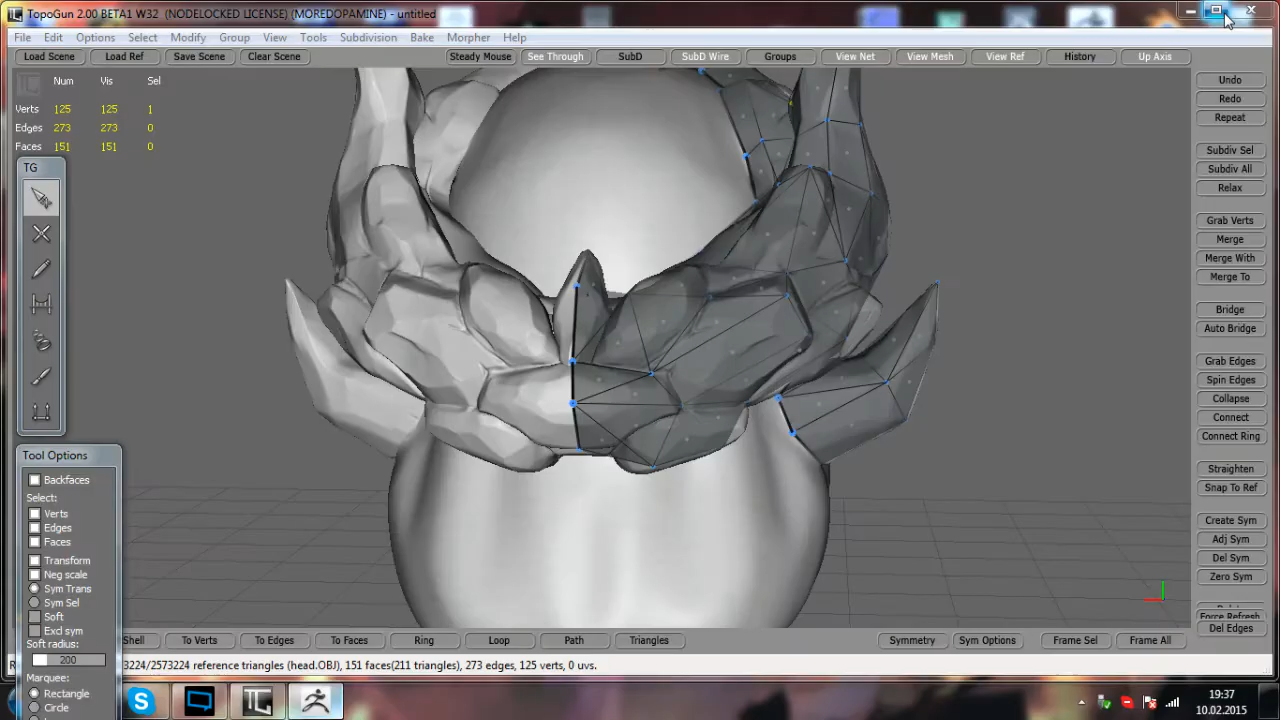 TopoGun 2.00 BETA1 W32 (NODELOCKED LICENSE) (MOREDOPAMINE) - untitled
File Edit Options Select Modify Group View Tools Subdivision Bake Morpher Help
Load Scene Load Ref Save Scene Clear Scene Steady Mouse See Through SubD SubD Wire Groups View Net View Mesh View Ref History Up Axis
Num Vis Sel
Verts 125 125 1
Edges 273 273 0
Faces 151 151 0
TG
Tool Options
Backfaces
Select:
Verts
Edges
Faces
Transform
Neg scale
Sym Trans
Sym Sel
Soft
Excl sym
Soft radius:
200
Marquee:
Rectangle
Circle
Undo
Redo
Repeat
Subdiv Sel
Subdiv All
Relax
Grab Verts
Merge
Merge With
Merge To
Bridge
Auto Bridge
Grab Edges
Spin Edges
Collapse
Connect
Connect Ring
Straighten
Snap To Ref
Create Sym
Adj Sym
Del Sym
Zero Sym
Force Refresh
Del Edges
Shell To Verts To Edges To Faces Ring Loop Path Triangles Symmetry Sym Options Frame Sel Frame All
3224/2573224 reference triangles (head.OBJ), 151 faces(211 triangles), 273 edges, 125 verts, 0 uvs.
19:37
10.02.2015